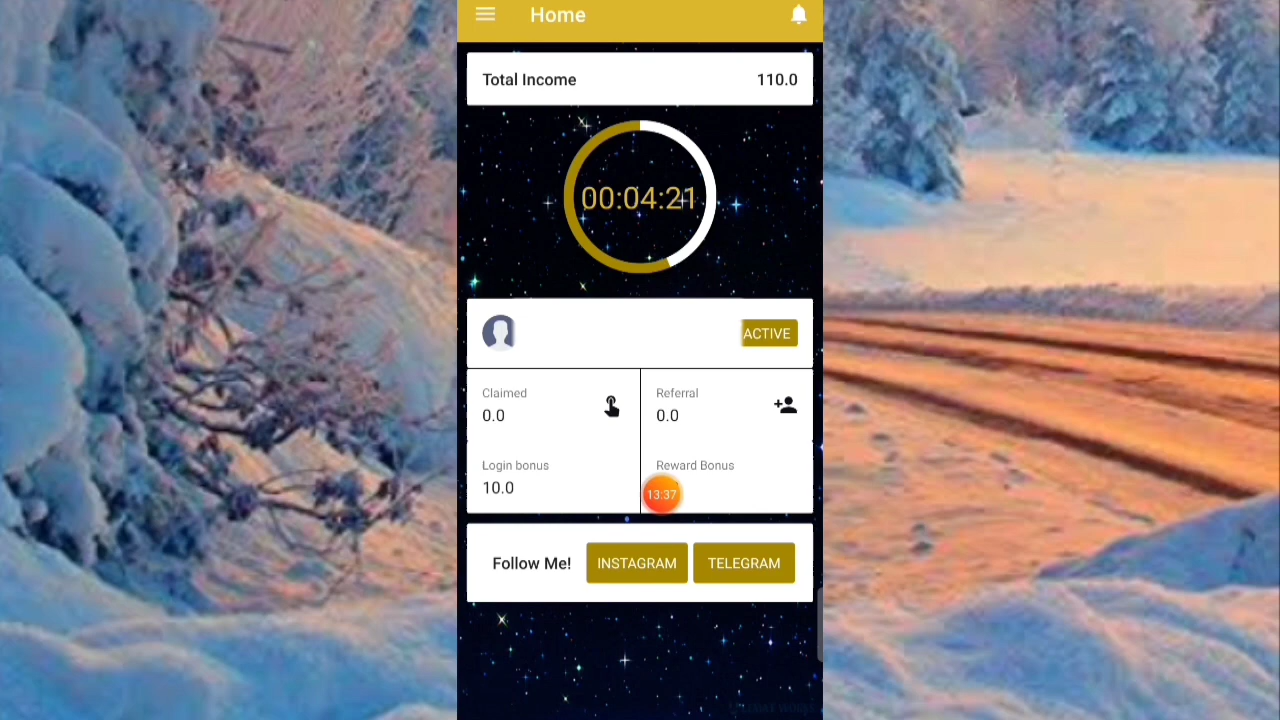 Home
Total Income 110.0
00:04:21
ACTIVE
Claimed
0.0
Referral
0.0
Login bonus
10.0
Reward Bonus
13:37
Follow Me! INSTAGRAM TELEGRAM